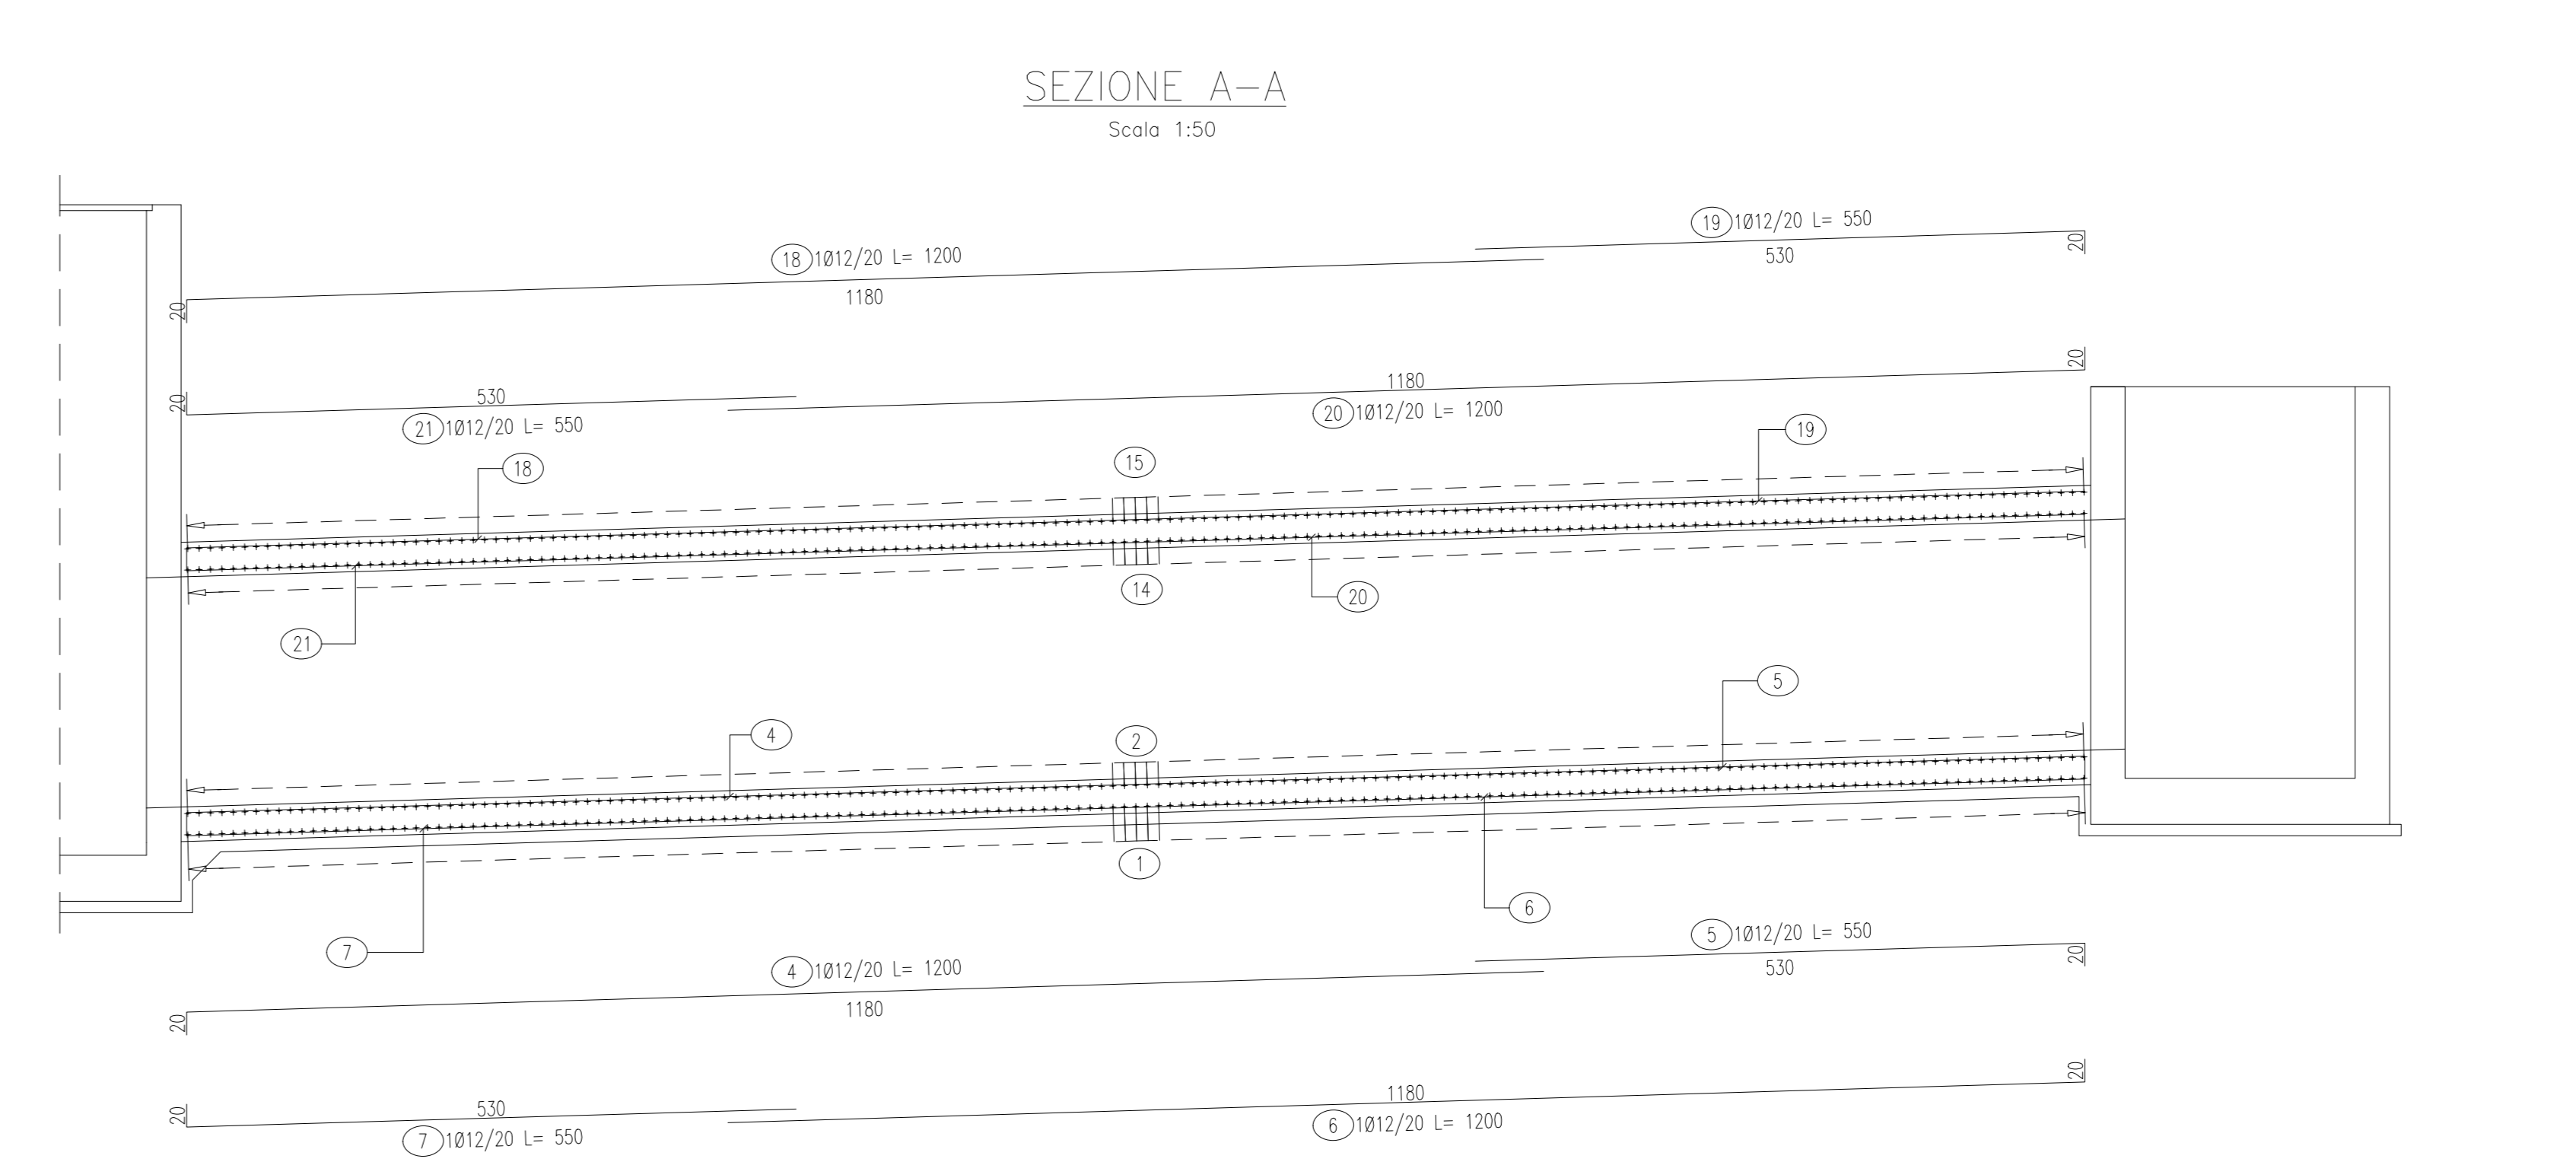 SEZIONE A-A
Scala 1:50
19 1Ø12/20 L= 550
530
20
18 1Ø12/20 L= 1200
1180
20
20
1180
20 1Ø12/20 L= 1200
20
530
21 1Ø12/20 L= 550
19
15
18
14
20
21
5
4
2
1
6
7
5 1Ø12/20 L= 550
530
20
4 1Ø12/20 L= 1200
1180
20
20
1180
6 1Ø12/20 L= 1200
20
530
7 1Ø12/20 L= 550